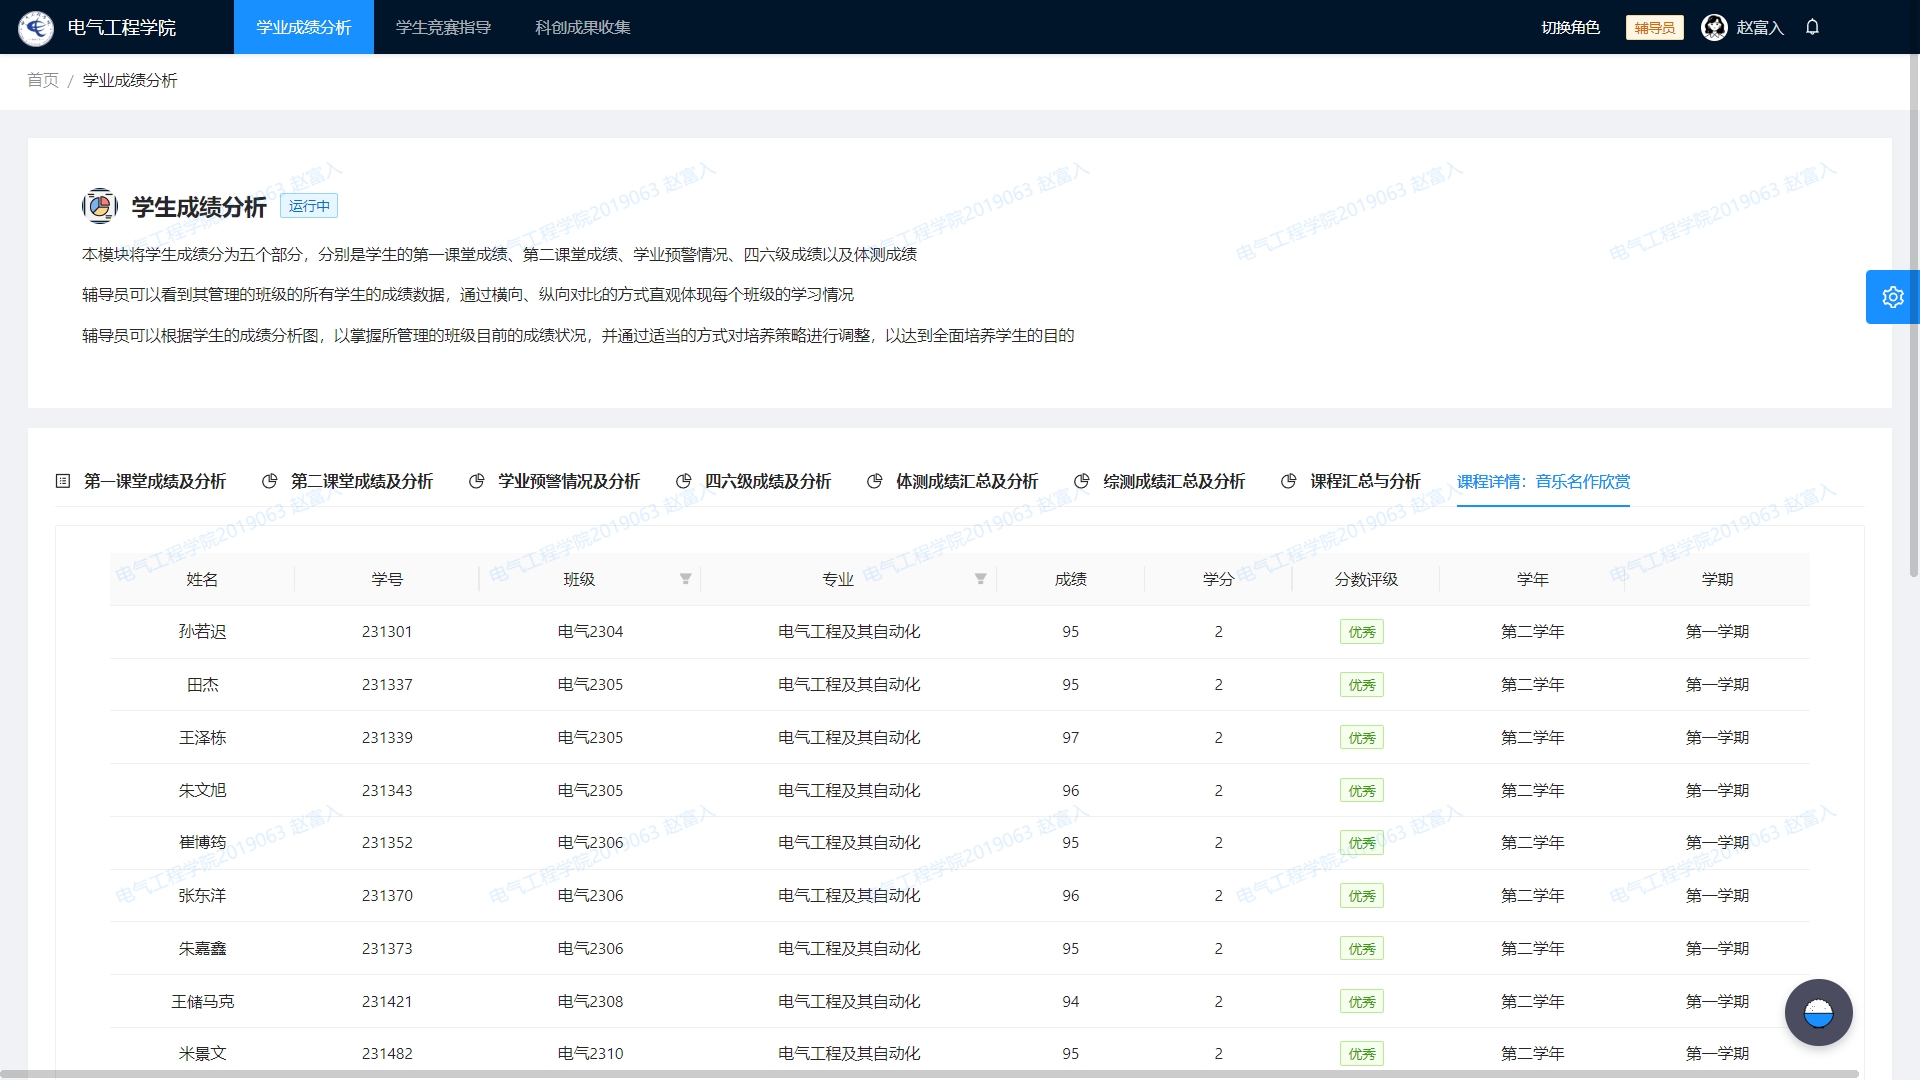 电气工程学院 学业成绩分析 学生竞赛指导 科创成果收集 切换角色 辅导员 赵富入
首页 / 学业成绩分析
学生成绩分析 运行中
本模块将学生成绩分为五个部分，分别是学生的第一课堂成绩、第二课堂成绩、学业预警情况、四六级成绩以及体测成绩
辅导员可以看到其管理的班级的所有学生的成绩数据，通过横向、纵向对比的方式直观体现每个班级的学习情况
辅导员可以根据学生的成绩分析图，以掌握所管理的班级目前的成绩状况，并通过适当的方式对培养策略进行调整，以达到全面培养学生的目的
第一课堂成绩及分析 第二课堂成绩及分析 学业预警情况及分析 四六级成绩及分析 体测成绩汇总及分析 综测成绩汇总及分析 课程汇总与分析 课程详情：音乐名作欣赏
姓名 学号 班级 专业 成绩 学分 分数评级 学年 学期
孙若迟 231301 电气2304 电气工程及其自动化 95 2 优秀 第二学年 第一学期
田杰 231337 电气2305 电气工程及其自动化 95 2 优秀 第二学年 第一学期
王泽栋 231339 电气2305 电气工程及其自动化 97 2 优秀 第二学年 第一学期
朱文旭 231343 电气2305 电气工程及其自动化 96 2 优秀 第二学年 第一学期
崔博筠 231352 电气2306 电气工程及其自动化 95 2 优秀 第二学年 第一学期
张东洋 231370 电气2306 电气工程及其自动化 96 2 优秀 第二学年 第一学期
朱嘉鑫 231373 电气2306 电气工程及其自动化 95 2 优秀 第二学年 第一学期
王储马克 231421 电气2308 电气工程及其自动化 94 2 优秀 第二学年 第一学期
米景文 231482 电气2310 电气工程及其自动化 95 2 优秀 第二学年 第一学期
电气工程学院2019063 赵富入